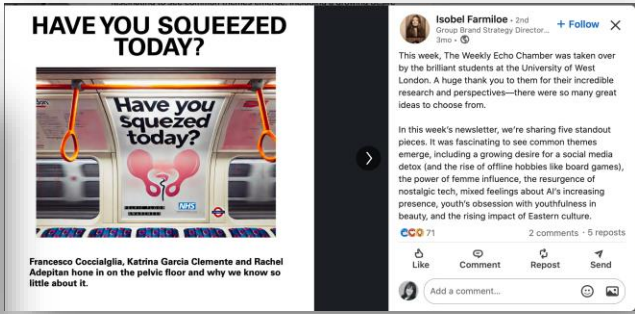 HAVE YOU SQUEEZED
TODAY?
Have you
squezed
today?
NHS
Francesco Coccialglia, Katrina Garcia Clemente and Rachel
Adepitan hone in on the pelvic floor and why we know so
little about it.
Isobel Farmiloe • 2nd
Group Brand Strategy Director...
3mo •
+ Follow
This week, The Weekly Echo Chamber was taken over
by the brilliant students at the University of West
London. A huge thank you to them for their incredible
research and perspectives—there were so many great
ideas to choose from.
In this week's newsletter, we're sharing five standout
pieces. It was fascinating to see common themes
emerge, including a growing desire for a social media
detox (and the rise of offline hobbies like board games),
the power of femme influence, the resurgence of
nostalgic tech, mixed feelings about AI's increasing
presence, youth's obsession with youthfulness in
beauty, and the rising impact of Eastern culture.
71
2 comments · 5 reposts
Like
Comment
Repost
Send
Add a comment...